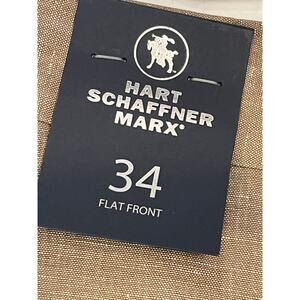 HART
SCHAFFNER
MARX®
34
FLAT FRONT